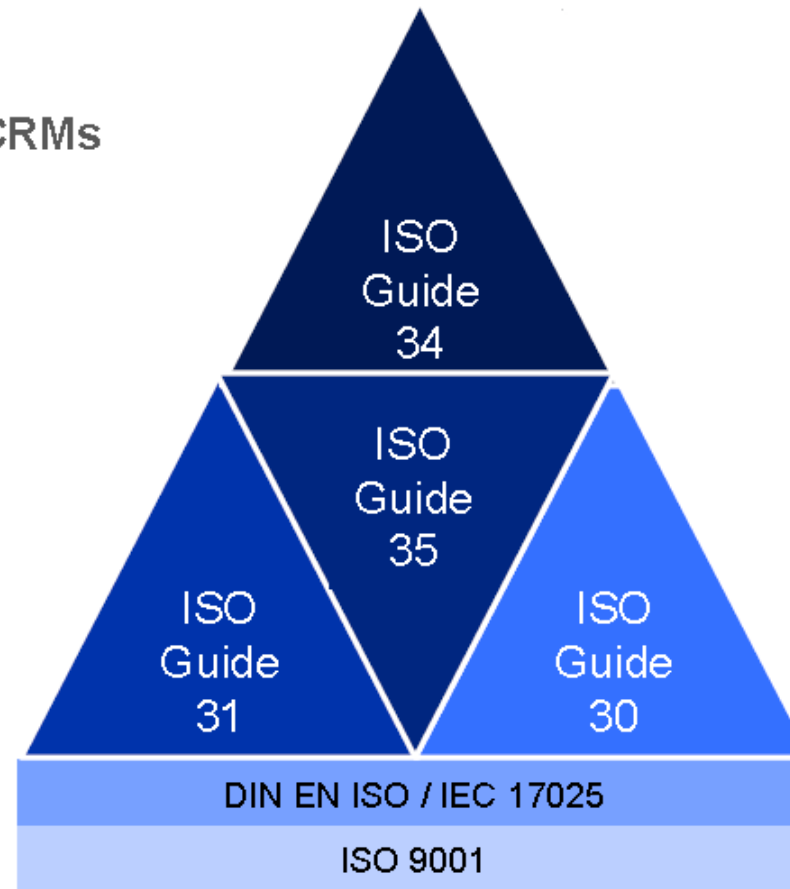 CRMs
ISO
Guide
34
ISO
Guide
35
ISO
Guide
31
ISO
Guide
30
DIN EN ISO / IEC 17025
ISO 9001